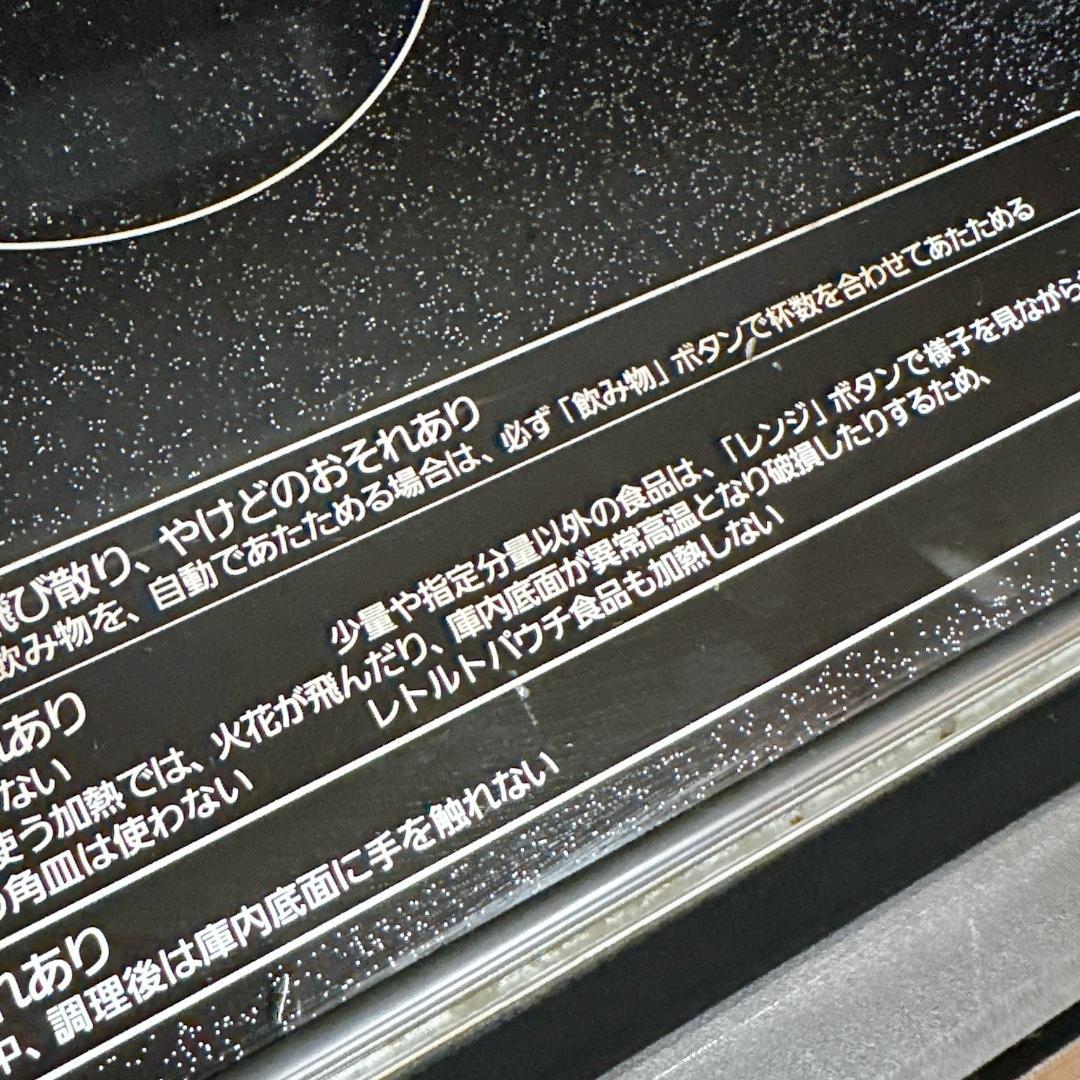 飛び散り、やけどのおそれあり
飲み物を、自動であたためる場合は、必ず「飲み物」ボタンで杯数を合わせてあたためる
れあり
ない
少量や指定分量以外の食品は、「レンジ」ボタンで様子を見ながら
使う加熱では、火花が飛んだり、庫内底面が異常高温となり破損したりするため、
角皿は使わない
レトルトパウチ食品も加熱しない
れあり
中、調理後は庫内底面に手を触れない